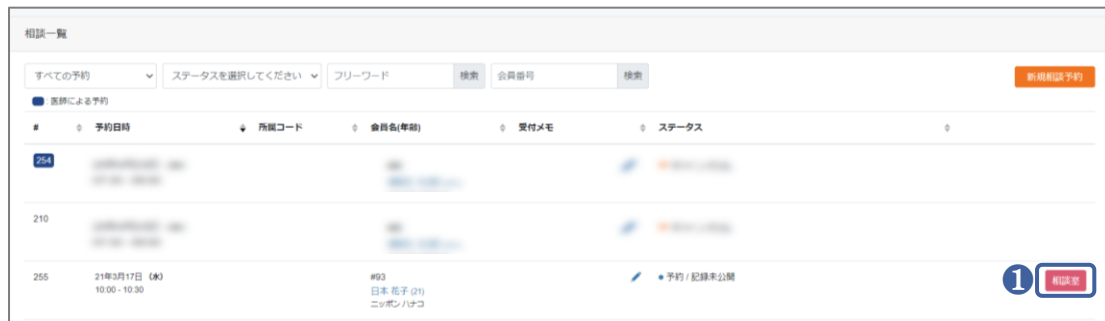 相談一覧
すべての予約 ステータスを選択してください フリーワード 検索 会員番号 検索 新規相談予約
: 医師による予約
# 予約日時 所属コード 会員名(年齢) 受付メモ ステータス
254
210
255 21年3月17日 (水) #93 ● 予約 / 記録未公開 1 相談室
10:00 - 10:30 日本 花子 (21)
ニッポン ハナコ